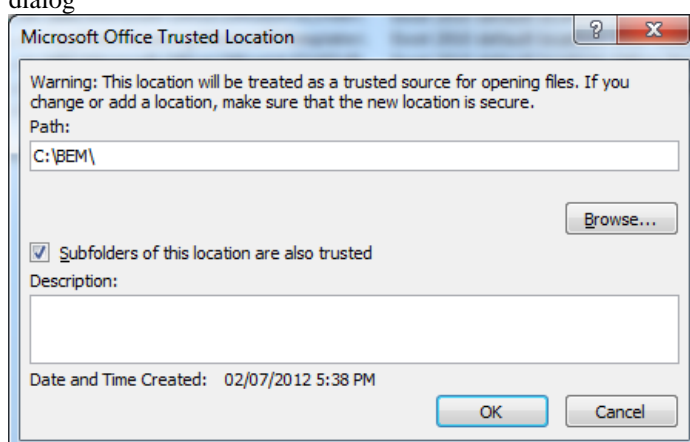 dialog
Microsoft Office Trusted Location
Warning: This location will be treated as a trusted source for opening files. If you
change or add a location, make sure that the new location is secure.
Path:
C:\BEM\
Browse...
Subfolders of this location are also trusted
Description:
Date and Time Created: 02/07/2012 5:38 PM
OK Cancel